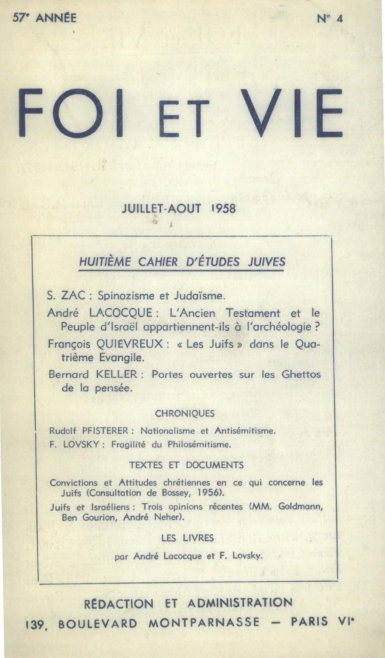 57e ANNÉE N° 4
FOI ET VIE
JUILLET-AOUT 1958
HUITIÈME CAHIER D'ÉTUDES JUIVES
S. ZAC : Spinozisme et Judaïsme.
André LACOCQUE : L'Ancien Testament et le
Peuple d'Israël appartiennent-ils à l'archéologie ?
François QUIEVREUX : « Les Juifs » dans le Qua-
trième Evangile.
Bernard KELLER : Portes ouvertes sur les Ghettos
de la pensée.
CHRONIQUES
Rudolf PFISTERER : Nationalisme et Antisémitisme.
F. LOVSKY : Fragilité du Philosémitisme.
TEXTES ET DOCUMENTS
Convictions et Attitudes chrétiennes en ce qui concerne les
Juifs (Consultation de Bossey, 1956).
Juifs et Israéliens : Trois opinions récentes (MM. Goldmann,
Ben Gourion, André Neher).
LES LIVRES
par André Lacocque et F. Lovsky.
RÉDACTION ET ADMINISTRATION
139, BOULEVARD MONTPARNASSE — PARIS VIe